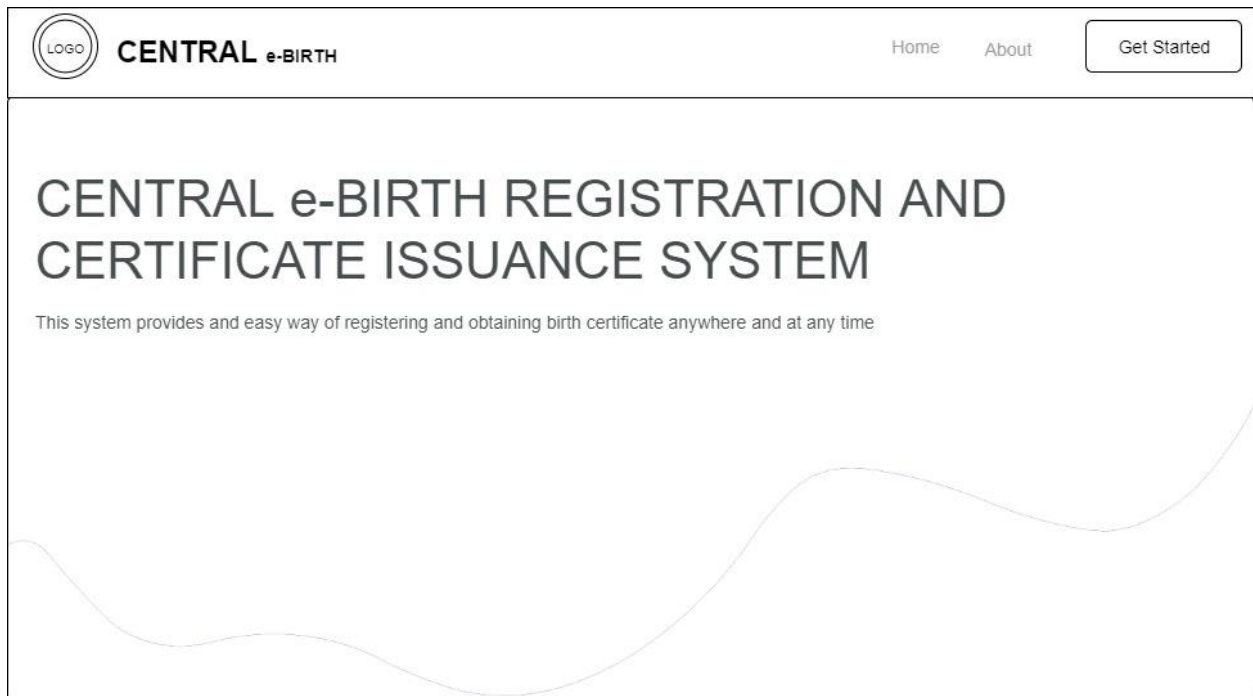 LOGO
CENTRAL e-BIRTH
Home
About
Get Started
CENTRAL e-BIRTH REGISTRATION AND
CERTIFICATE ISSUANCE SYSTEM
This system provides and easy way of registering and obtaining birth certificate anywhere and at any time